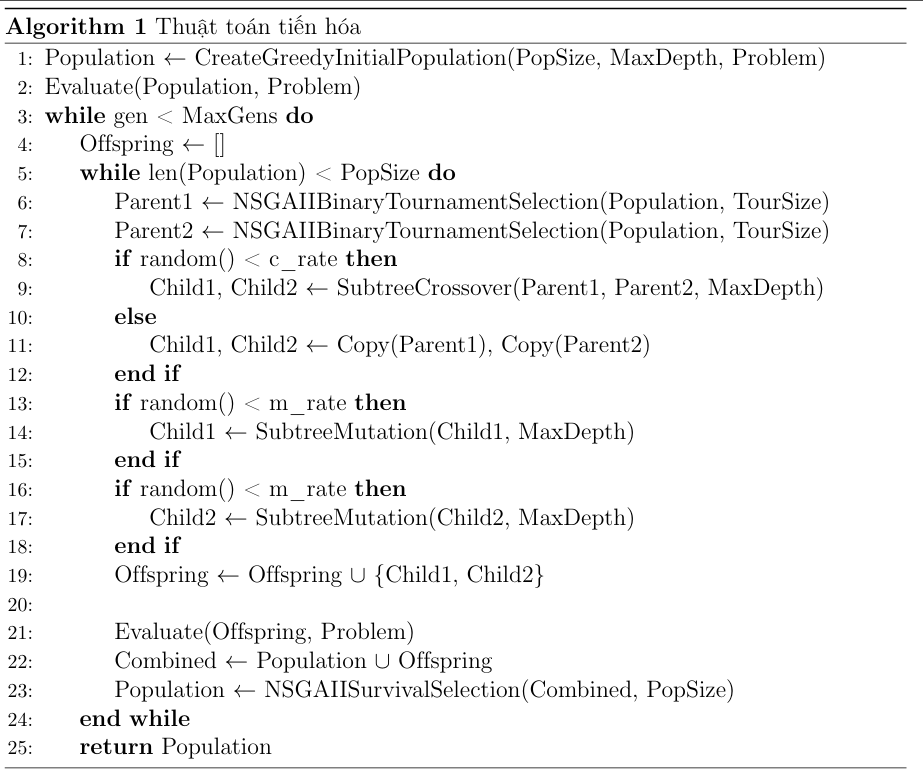 Algorithm 1 Thuật toán tiến hóa
1: Population ← CreateGreedyInitialPopulation(PopSize, MaxDepth, Problem)
2: Evaluate(Population, Problem)
3: while gen < MaxGens do
4: Offspring ← []
5: while len(Population) < PopSize do
6: Parent1 ← NSGAIIBinaryTournamentSelection(Population, TourSize)
7: Parent2 ← NSGAIIBinaryTournamentSelection(Population, TourSize)
8: if random() < c_rate then
9: Child1, Child2 ← SubtreeCrossover(Parent1, Parent2, MaxDepth)
10: else
11: Child1, Child2 ← Copy(Parent1), Copy(Parent2)
12: end if
13: if random() < m_rate then
14: Child1 ← SubtreeMutation(Child1, MaxDepth)
15: end if
16: if random() < m_rate then
17: Child2 ← SubtreeMutation(Child2, MaxDepth)
18: end if
19: Offspring ← Offspring ∪ {Child1, Child2}
20:
21: Evaluate(Offspring, Problem)
22: Combined ← Population ∪ Offspring
23: Population ← NSGAIISurvivalSelection(Combined, PopSize)
24: end while
25: return Population